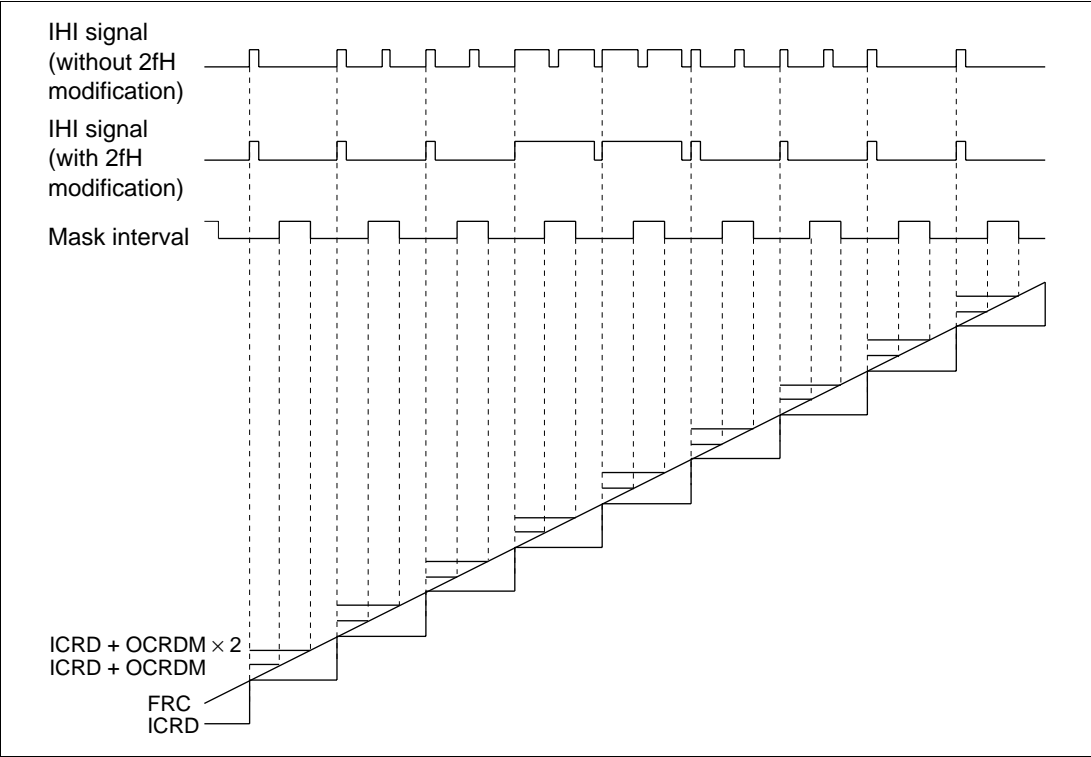 IHI signal
(without 2fH
modification)
IHI signal
(with 2fH
modification)
Mask interval
ICRD + OCRDM × 2
ICRD + OCRDM
FRC
ICRD